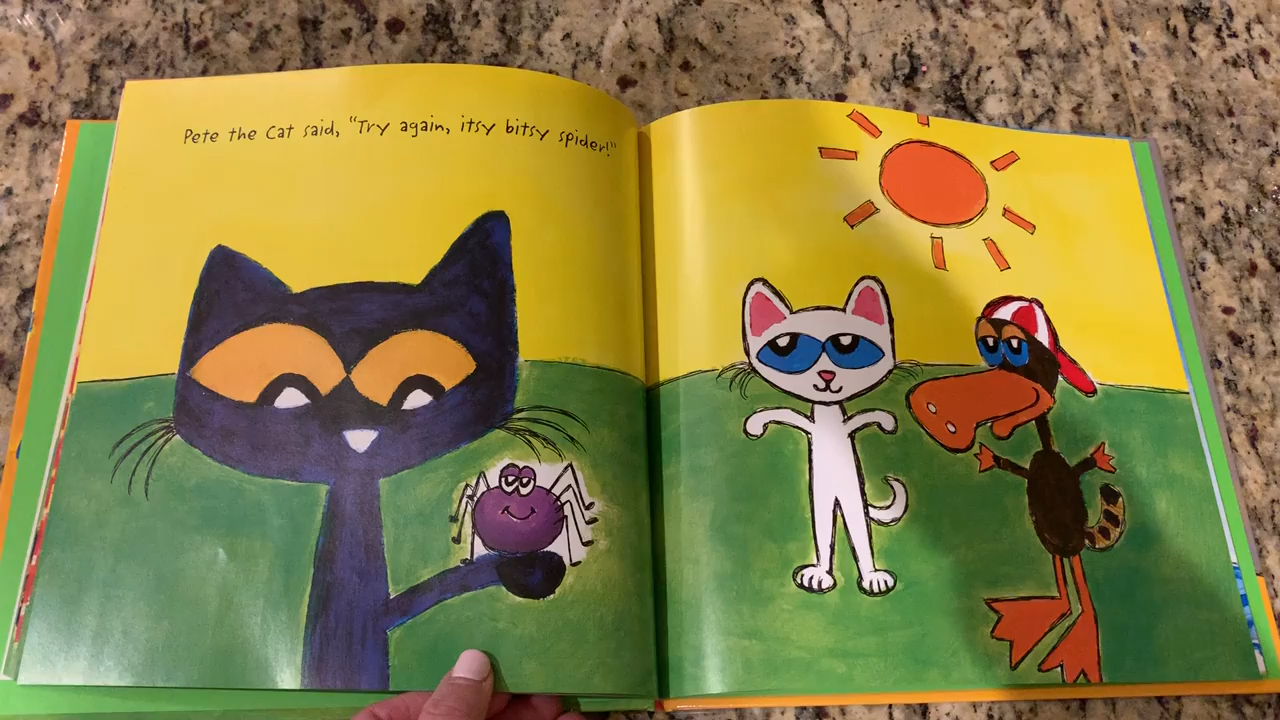 Pete the Cat said, "Try again, itsy bitsy spider!"